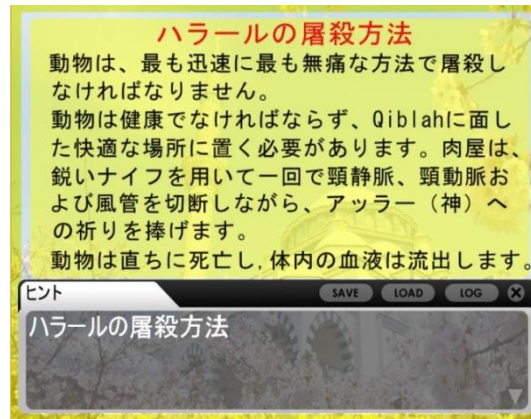 ハラールの屠殺方法
動物は、最も迅速に最も無痛な方法で屠殺し
なければなりません。
動物は健康でなければならず、Qiblahに面し
た快適な場所に置く必要があります。肉屋は、
鋭いナイフを用いて一回で頸静脈、頸動脈お
よび風管を切断しながら、アッラー（神）へ
の祈りを捧げます。
動物は直ちに死亡し,体内の血液は流出します。
ヒント
SAVE LOAD LOG
ハラールの屠殺方法